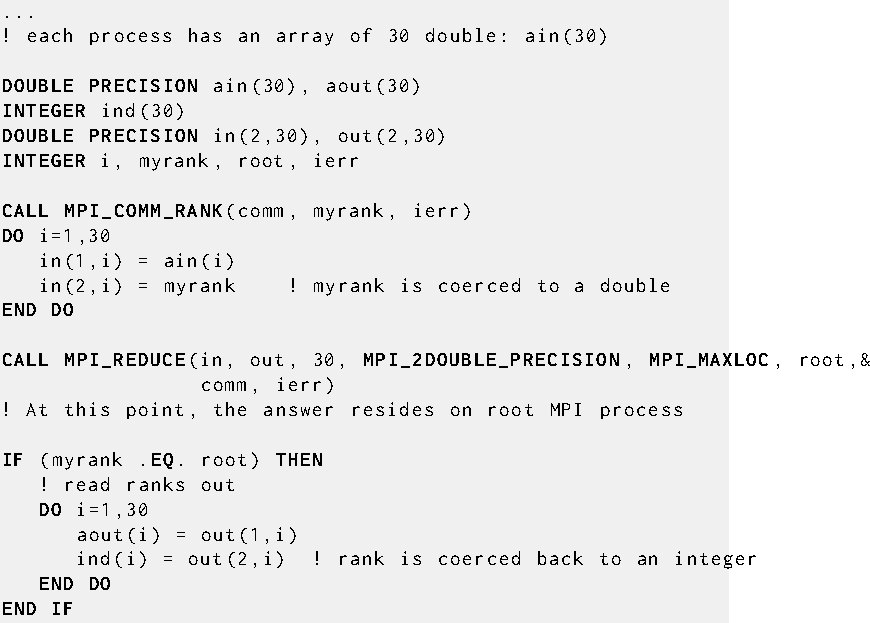 ...
! each process has an array of 30 double: ain(30)
DOUBLE PRECISION ain(30), aout(30)
INTEGER ind(30)
DOUBLE PRECISION in(2,30), out(2,30)
INTEGER i, myrank, root, ierr
CALL MPI_COMM_RANK(comm, myrank, ierr)
DO i=1,30
   in(1,i) = ain(i)
   in(2,i) = myrank    ! myrank is coerced to a double
END DO
CALL MPI_REDUCE(in, out, 30, MPI_2DOUBLE_PRECISION, MPI_MAXLOC, root,&
                comm, ierr)
! At this point, the answer resides on root MPI process
IF (myrank .EQ. root) THEN
   ! read ranks out
   DO i=1,30
      aout(i) = out(1,i)
      ind(i) = out(2,i)  ! rank is coerced back to an integer
   END DO
END IF